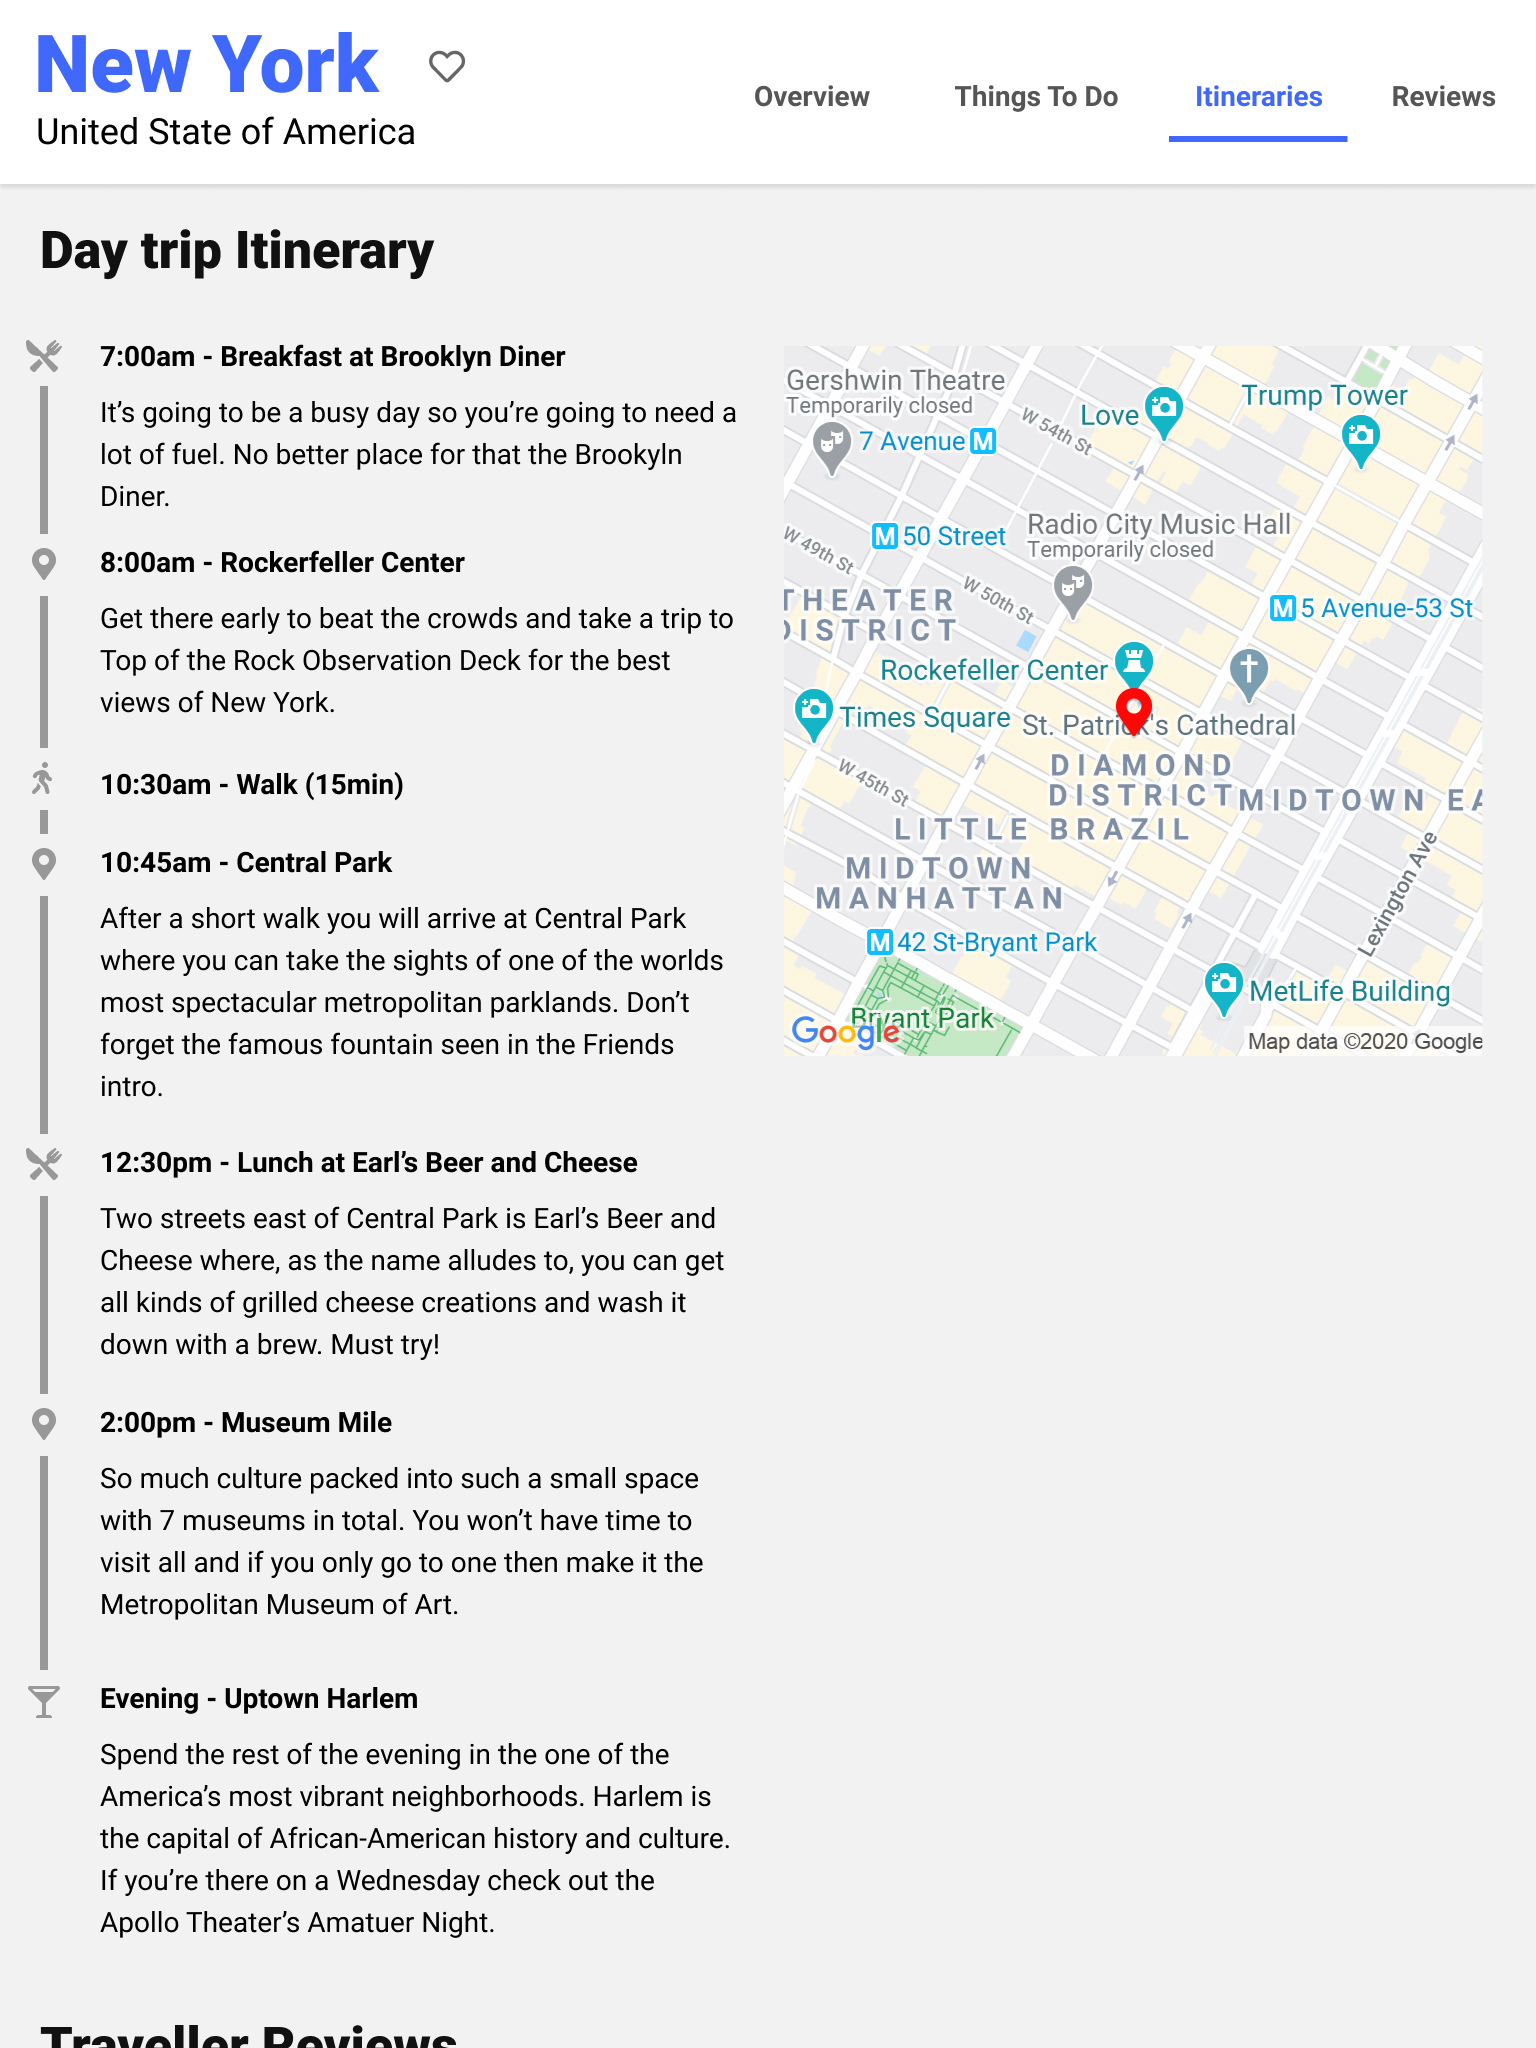 New York
United State of America
Overview
Things To Do
Itineraries
Reviews
Day trip Itinerary
7:00am - Breakfast at Brooklyn Diner
It’s going to be a busy day so you’re going to need a
lot of fuel. No better place for that the Brookyln
Diner.
8:00am - Rockerfeller Center
Get there early to beat the crowds and take a trip to
Top of the Rock Observation Deck for the best
views of New York.
10:30am - Walk (15min)
10:45am - Central Park
After a short walk you will arrive at Central Park
where you can take the sights of one of the worlds
most spectacular metropolitan parklands. Don’t
forget the famous fountain seen in the Friends
intro.
12:30pm - Lunch at Earl’s Beer and Cheese
Two streets east of Central Park is Earl’s Beer and
Cheese where, as the name alludes to, you can get
all kinds of grilled cheese creations and wash it
down with a brew. Must try!
2:00pm - Museum Mile
So much culture packed into such a small space
with 7 museums in total. You won’t have time to
visit all and if you only go to one then make it the
Metropolitan Museum of Art.
Evening - Uptown Harlem
Spend the rest of the evening in the one of the
America’s most vibrant neighborhoods. Harlem is
the capital of African-American history and culture.
If you’re there on a Wednesday check out the
Apollo Theater’s Amatuer Night.
Gershwin Theatre
Temporarily closed
7 Avenue M
W 54th St
Love
Trump Tower
M 50 Street
Radio City Music Hall
Temporarily closed
W 49th St
W 50th St
THEATER
DISTRICT
M 5 Avenue-53 St
Rockefeller Center
Times Square
St. Patrick's Cathedral
W 45th St
DIAMOND
DISTRICT
MIDTOWN EA
LITTLE BRAZIL
MIDTOWN
MANHATTAN
Lexington Ave
M 42 St-Bryant Park
MetLife Building
Bryant Park
Google
Map data ©2020 Google
Traveller Reviews